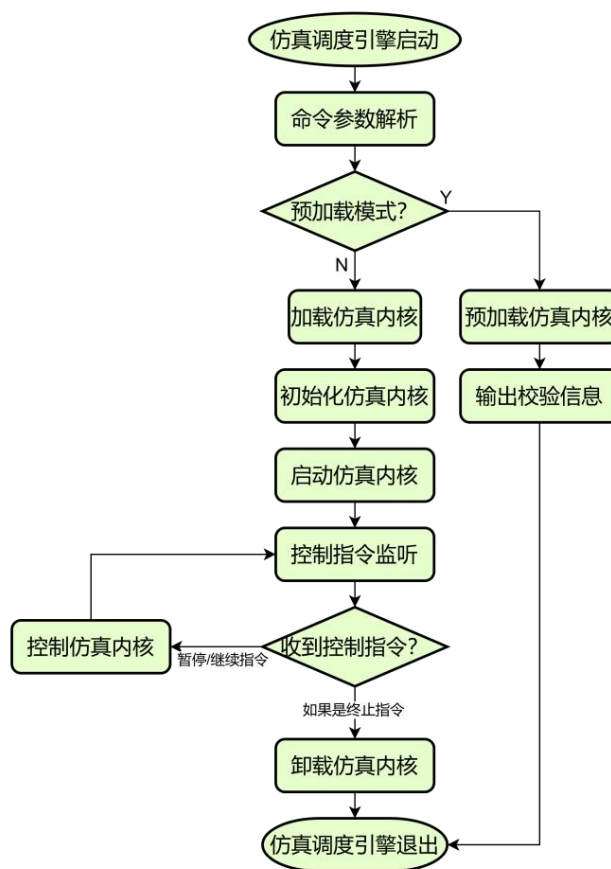 仿真调度引擎启动
命令参数解析
预加载模式?
Y
N
加载仿真内核
预加载仿真内核
初始化仿真内核
输出校验信息
启动仿真内核
控制指令监听
控制仿真内核
暂停/继续指令
收到控制指令?
如果是终止指令
卸载仿真内核
仿真调度引擎退出